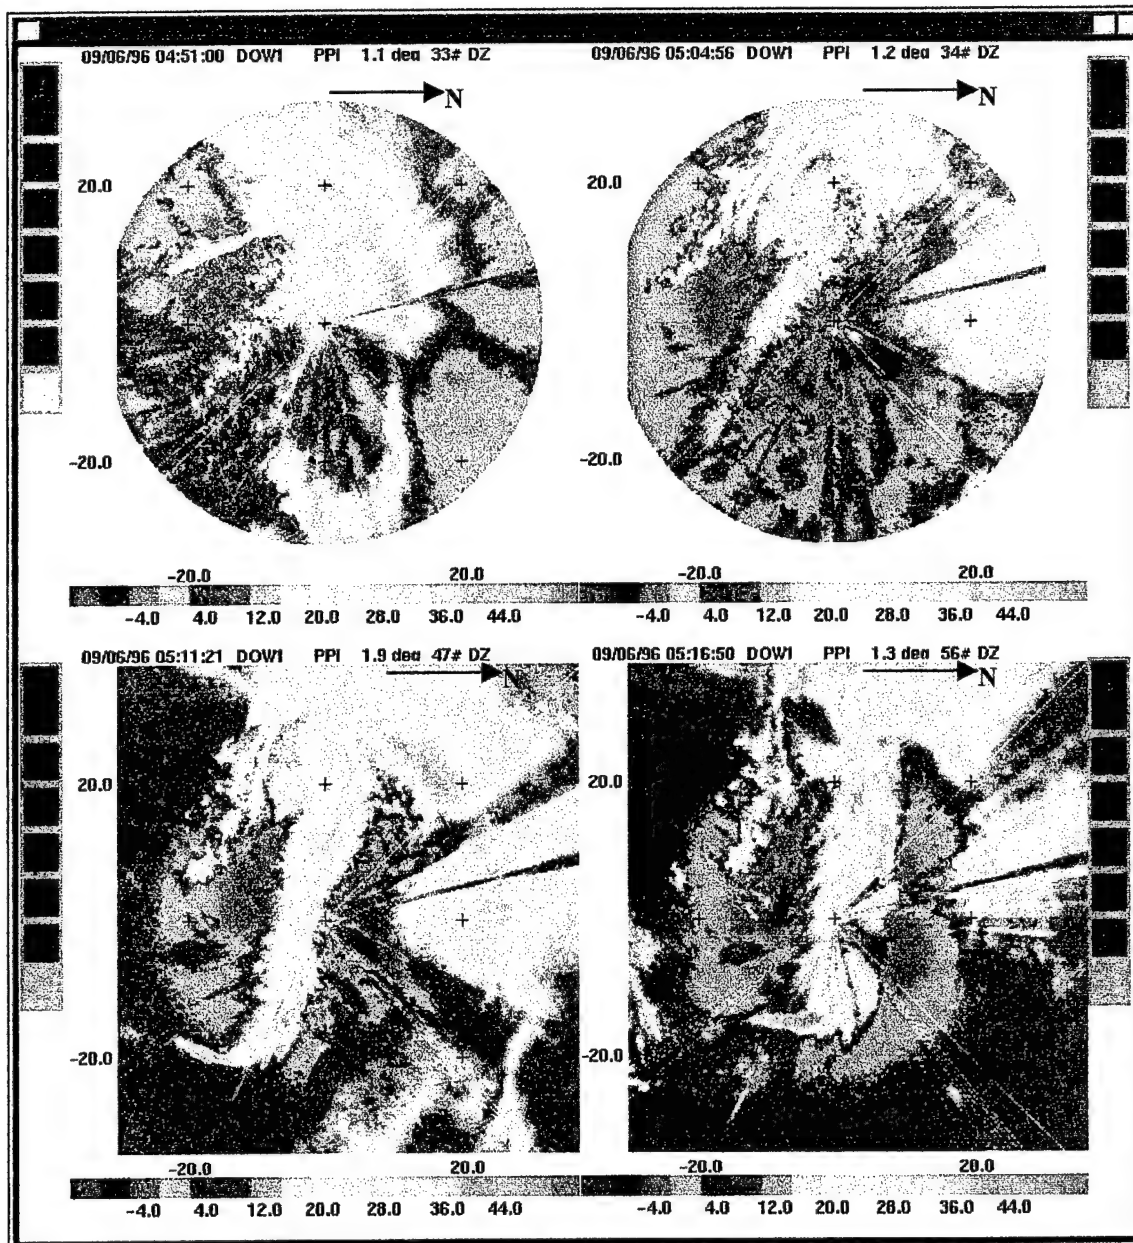 09/06/96 04:51:00 DOW1 PPI 1.1 deg 33# DZ
N
20.0
-20.0
-20.0 20.0
-4.0 4.0 12.0 20.0 28.0 36.0 44.0
09/06/96 05:04:56 DOW1 PPI 1.2 deg 34# DZ
N
20.0
-20.0
-20.0 20.0
-4.0 4.0 12.0 20.0 28.0 36.0 44.0
09/06/96 05:11:21 DOW1 PPI 1.9 deg 47# DZ
N
20.0
-20.0
-20.0 20.0
-4.0 4.0 12.0 20.0 28.0 36.0 44.0
09/06/96 05:16:50 DOW1 PPI 1.3 deg 56# DZ
N
20.0
-20.0
-20.0 20.0
-4.0 4.0 12.0 20.0 28.0 36.0 44.0